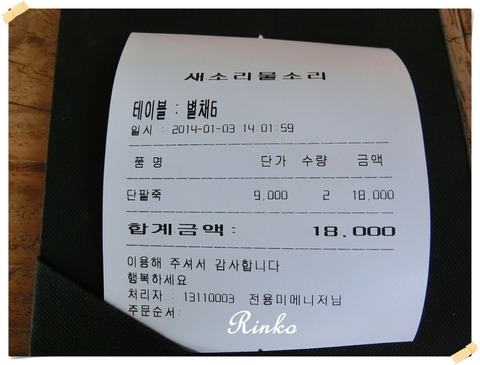 새소리물소리
테이블 : 별채6
일시 : 2014-01-03 14:01:59
품 명 단가 수량 금액
단팥죽 9,000 2 18,000
합계금액 : 18,000
이용해 주셔서 감사합니다.
행복하세요
처리자 : 13110003 전용미메니저님
주문순서:
Rinko